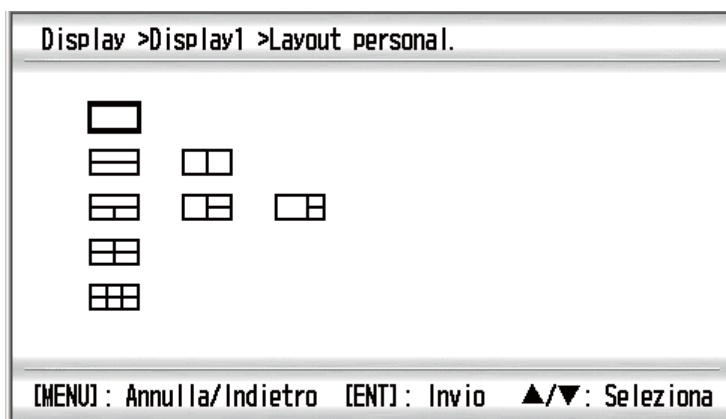 Display >Display1 >Layout personal.
[MENU]: Annulla/Indietro [ENT]: Invio ▲/▼: Seleziona